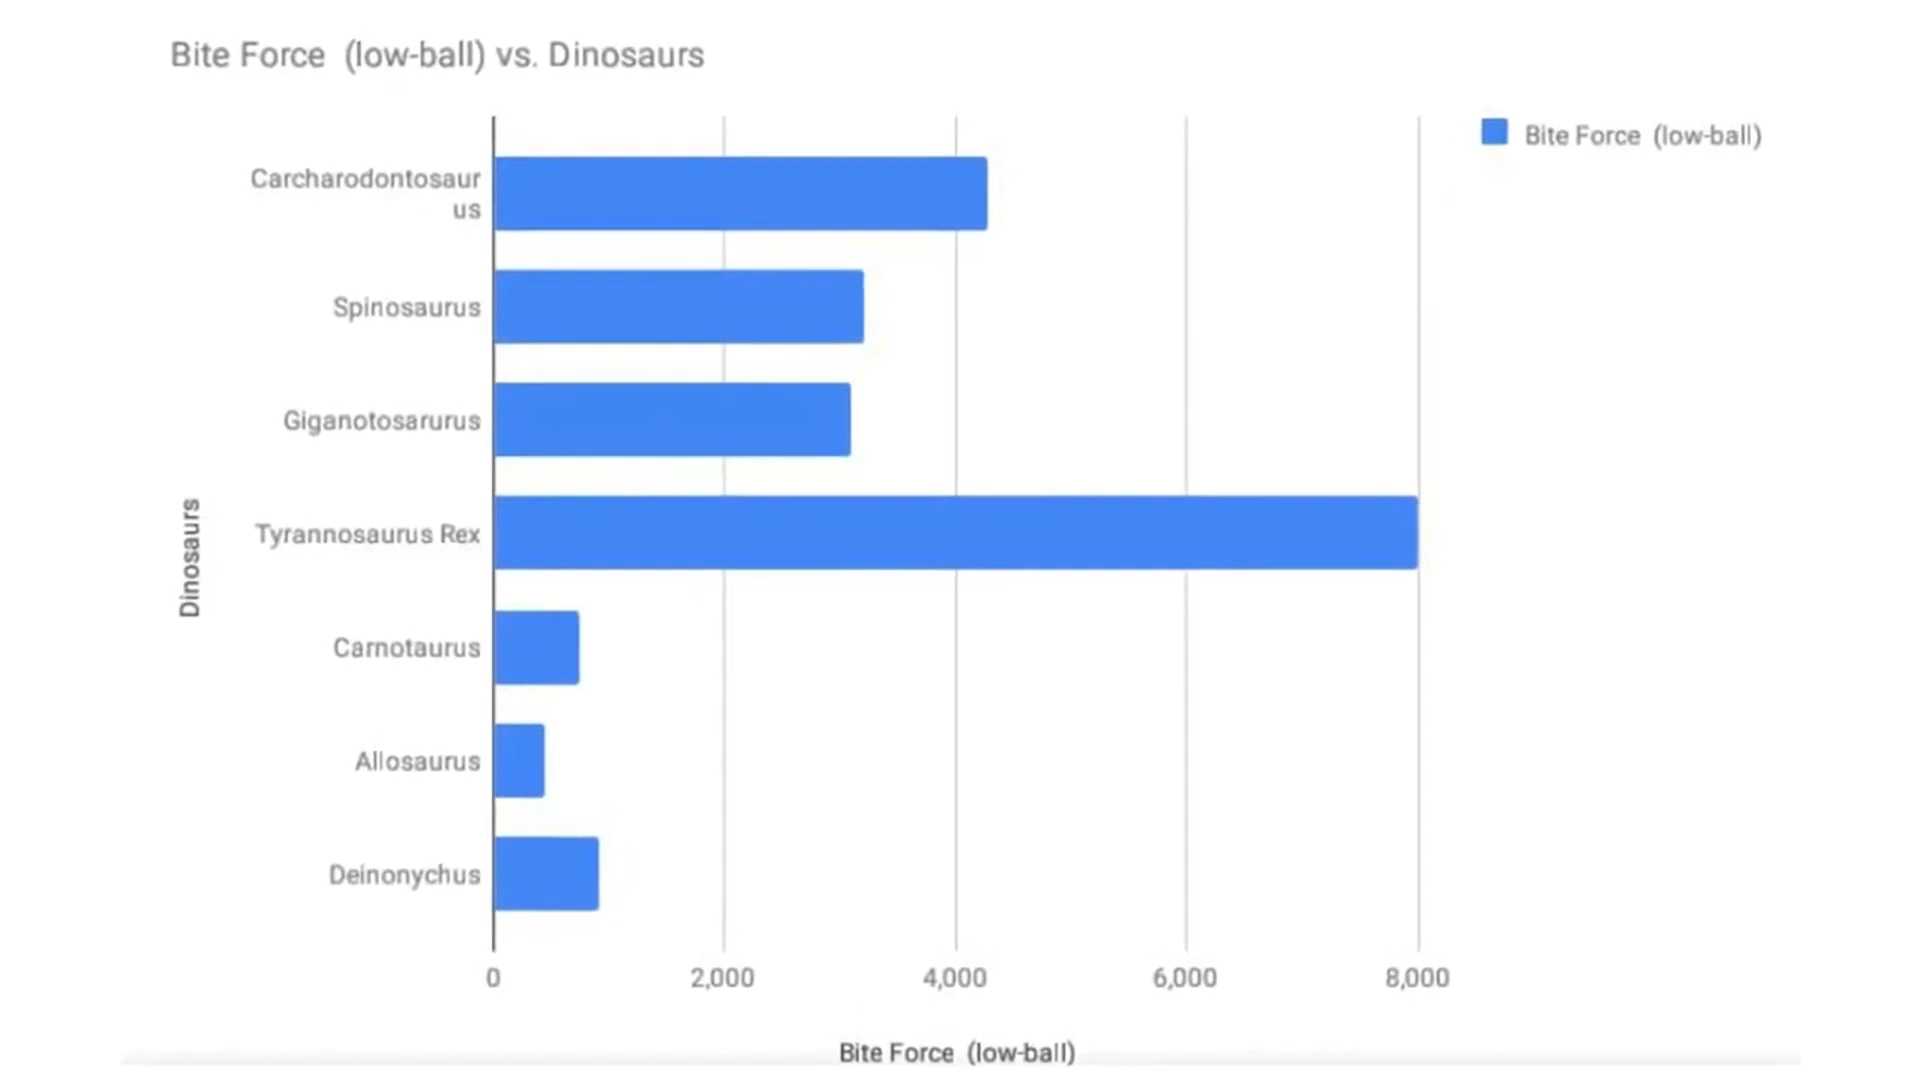 Bite Force (low-ball) vs. Dinosaurs
Bite Force (low-ball)
Carcharodontosaur
us
Spinosaurus
Giganotosarurus
Tyrannosaurus Rex
Carnotaurus
Allosaurus
Deinonychus
Dinosaurs
0 2,000 4,000 6,000 8,000
Bite Force (low-ball)